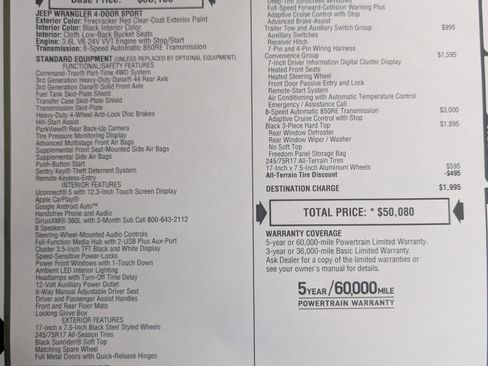 Base Price:
JEEP WRANGLER 4-DOOR SPORT
Exterior Color: Firecracker Red Clear-Coat Exterior Paint
Interior Color: Black Interior Color
Interior: Cloth Low-Back Bucket Seats
Engine: 3.6L V6 24V VVT Engine with Stop/Start
Transmission: 8-Speed Automatic 850RE Transmission
STANDARD EQUIPMENT (UNLESS REPLACED BY OPTIONAL EQUIPMENT)
FUNCTIONAL/SAFETY FEATURES
Command-Trac® Part-Time 4WD System
3rd Generation Heavy-Duty Dana® 44 Rear Axle
3rd Generation Dana® Solid Front Axle
Fuel Tank Skid-Plate Shield
Transfer Case Skid-Plate Shield
Transmission Skid-Plate
Heavy-Duty 4-Wheel Anti-Lock Disc Brakes
Hill-Start Assist
ParkView® Rear Back-Up Camera
Tire Pressure Monitoring Display
Advanced Multistage Front Air Bags
Supplemental Front Seat-Mounted Side Air Bags
Supplemental Side Air Bags
Push-Button Start
Sentry Key® Theft Deterrent System
Remote Keyless-Entry
INTERIOR FEATURES
Uconnect® 5 with 12.3-Inch Touch Screen Display
Apple CarPlay®
Google Android Auto™
Handsfree Phone and Audio
SiriusXM® 360L with 3-Month Sub Call 800-643-2112
8 Speakers
Steering-Wheel-Mounted Audio Controls
Full-Function Media Hub with 2-USB Plus Aux-Port
Cluster 3.5-Inch TFT Black and White Display
Speed-Sensitive Power-Locks
Power Front Windows with 1-Touch Down
Ambient LED Interior Lighting
Headlamps with Turn-Off Time Delay
12-Volt Auxiliary Power Outlet
6-Way Manual Adjustable Driver Seat
Driver and Passenger Assist Handles
Front and Rear Floor Mats
Locking Glove Box
EXTERIOR FEATURES
17-Inch x 7.5-Inch Black Steel Styled Wheels
245/75R17 All-Season Tires
Black Sunrider® Soft Top
Matching Spare Wheel
Full Metal Doors with Quick-Release Hinges
Deep-Tint Sunscreen Windows
Full-Speed Forward-Collision Warning Plus
Adaptive Cruise Control with Stop
Advanced Brake-Assist
Trailer Tow and Auxiliary Switch Group $995
Auxiliary Switches
Receiver Hitch
7-Pin and 4-Pin Wiring Harness
Convenience Group $1,595
7-Inch Driver Information Digital Cluster Display
Heated Front Seats
Heated Steering Wheel
Front Door Passive Entry and Lock
Remote-Start System
Air Conditioning with Automatic Temperature Control
Emergency / Assistance Call
8-Speed Automatic 850RE Transmission $3,000
Adaptive Cruise Control with Stop
Black 3-Piece Hard Top $1,895
Rear Window Defroster
Rear Window Wiper / Washer
No Soft Top
Freedom Panel Storage Bag
245/75R17 All-Terrain Tires
17-Inch x 7.5-Inch Aluminum Wheels $595
All-Terrain Tire Discount -$495
DESTINATION CHARGE $1,995
TOTAL PRICE: * $50,080
WARRANTY COVERAGE
5-year or 60,000-mile Powertrain Limited Warranty.
3-year or 36,000-mile Basic Limited Warranty.
Ask Dealer for a copy of the limited warranties or
see your owner's manual for details.
5YEAR/60,000MILE
POWERTRAIN WARRANTY